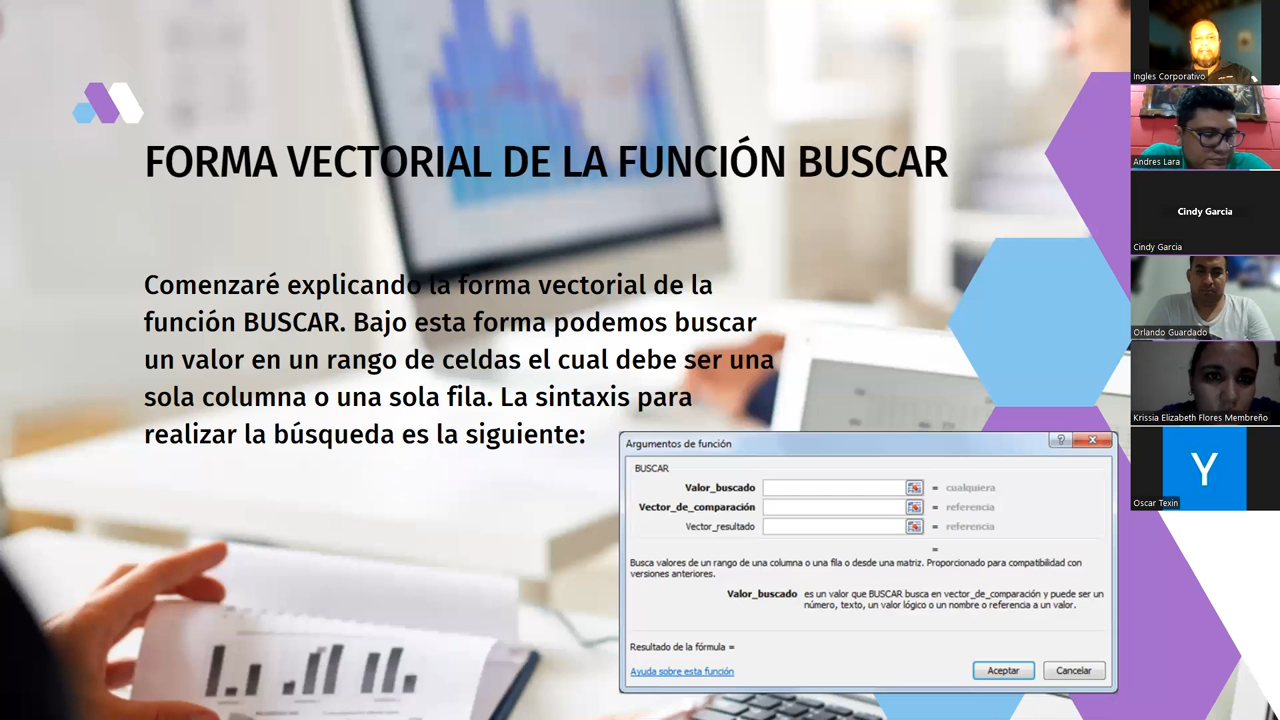 FORMA VECTORIAL DE LA FUNCIÓN BUSCAR
Comenzaré explicando la forma vectorial de la
función BUSCAR. Bajo esta forma podemos buscar
un valor en un rango de celdas el cual debe ser una
sola columna o una sola fila. La sintaxis para
realizar la búsqueda es la siguiente:
Argumentos de función
BUSCAR
Valor_buscado = cualquiera
Vector_de_comparación = referencia
Vector_resultado = referencia
=
Busca valores de un rango de una columna o una fila o desde una matriz. Proporcionado para compatibilidad con
versiones anteriores.
Valor_buscado es un valor que BUSCAR busca en vector_de_comparación y puede ser un
número, texto, un valor lógico o un nombre o referencia a un valor.
Resultado de la fórmula =
Ayuda sobre esta función
Aceptar
Cancelar
Ingles Corporativo
Andres Lara
Cindy Garcia
Cindy Garcia
Orlando Guardado
Krissia Elizabeth Flores Membreño
Y
Oscar Texin